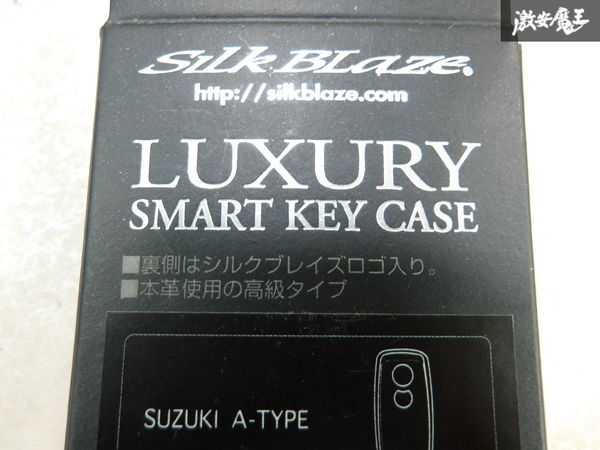 激安魔王
SilkBLaze.
http://silkblaze.com
LUXURY
SMART KEY CASE
■裏側はシルクブレイズロゴ入り。
■本革使用の高級タイプ
SUZUKI A-TYPE